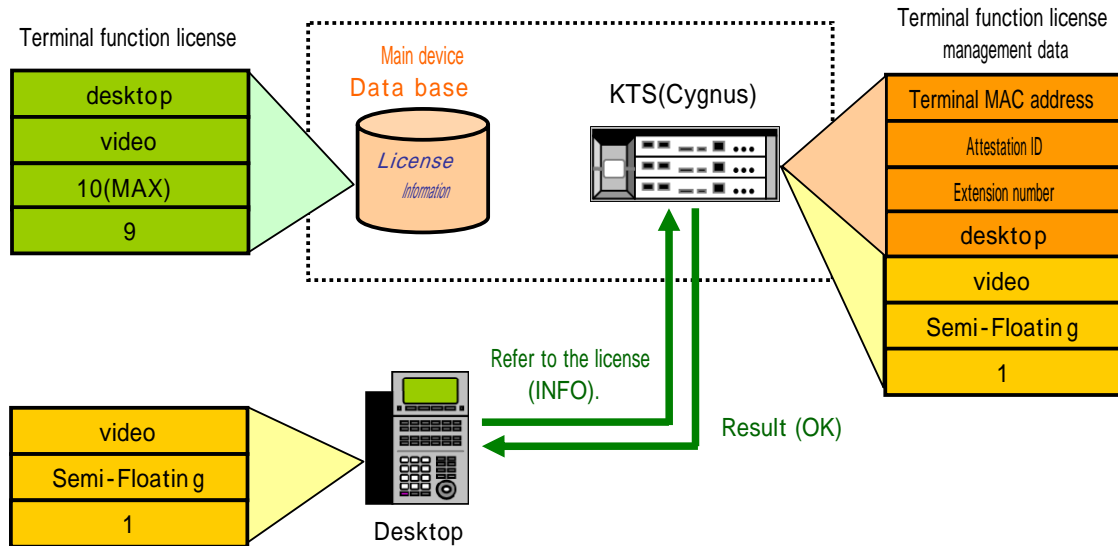 Terminal function license
desktop
video
10(MAX)
9
Main device
Data base
License
Information
KTS(Cygnus)
Terminal function license
management data
Terminal MAC address
Attestation ID
Extension number
desktop
video
Semi-Floating
1
Refer to the license
(INFO).
Result (OK)
video
Semi-Floating
1
Desktop